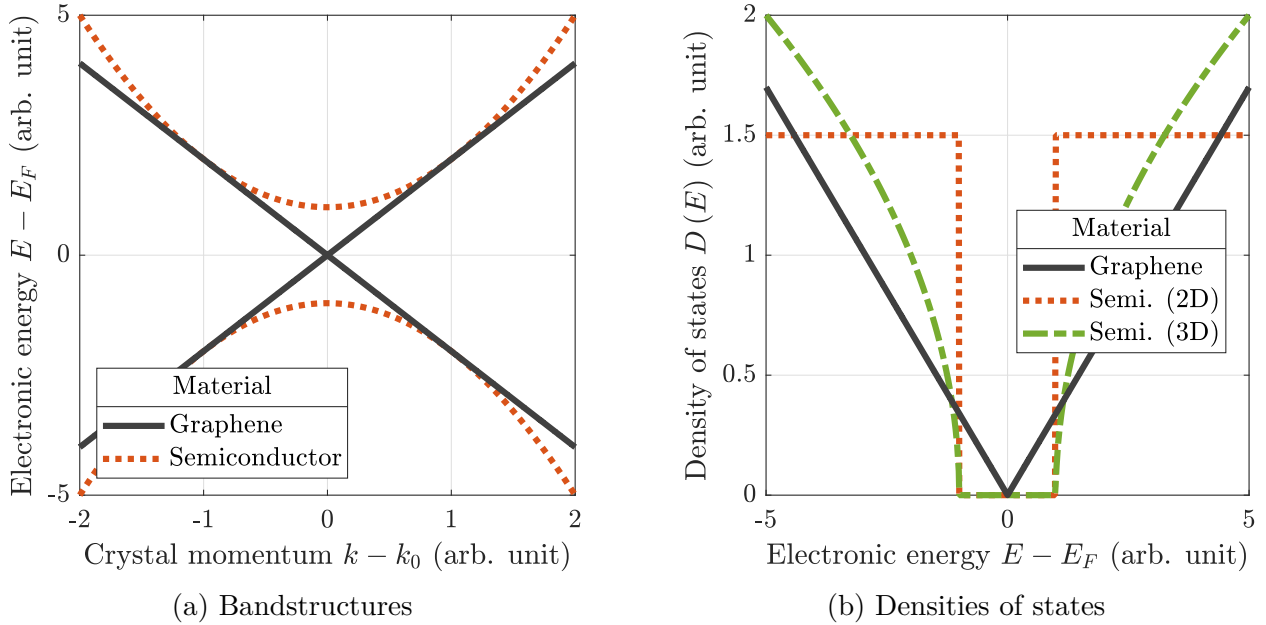 5
0
-5
Electronic energy E − E_F (arb. unit)
Material
Graphene
Semiconductor
-2 -1 0 1 2
Crystal momentum k − k_0 (arb. unit)
(a) Bandstructures
2
1.5
1
0.5
0
Density of states D (E) (arb. unit)
Material
Graphene
Semi. (2D)
Semi. (3D)
-5 0 5
Electronic energy E − E_F (arb. unit)
(b) Densities of states